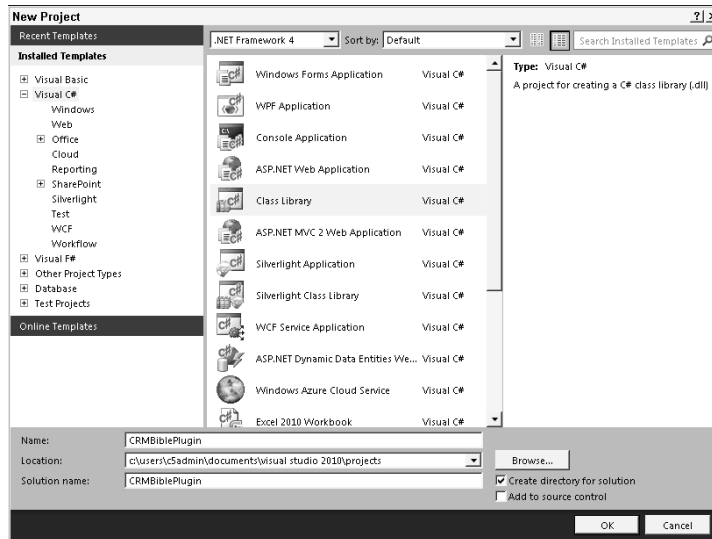 New Project
Recent Templates
Installed Templates
Visual Basic
Visual C#
Windows
Web
Office
Cloud
Reporting
SharePoint
Silverlight
Test
WCF
Workflow
Visual F#
Other Project Types
Database
Test Projects
Online Templates
.NET Framework 4 Sort by: Default
Search Installed Templates
Windows Forms Application Visual C#
WPF Application Visual C#
Console Application Visual C#
ASP.NET Web Application Visual C#
Class Library Visual C#
ASP.NET MVC 2 Web Application Visual C#
Silverlight Application Visual C#
Silverlight Class Library Visual C#
WCF Service Application Visual C#
ASP.NET Dynamic Data Entities We... Visual C#
Windows Azure Cloud Service Visual C#
Excel 2010 Workbook Visual C#
Type: Visual C#
A project for creating a C# class library (.dll)
Name: CRMBiblePlugin
Location: c:\users\c5admin\documents\visual studio 2010\projects
Browse...
Solution name: CRMBiblePlugin
Create directory for solution
Add to source control
OK Cancel